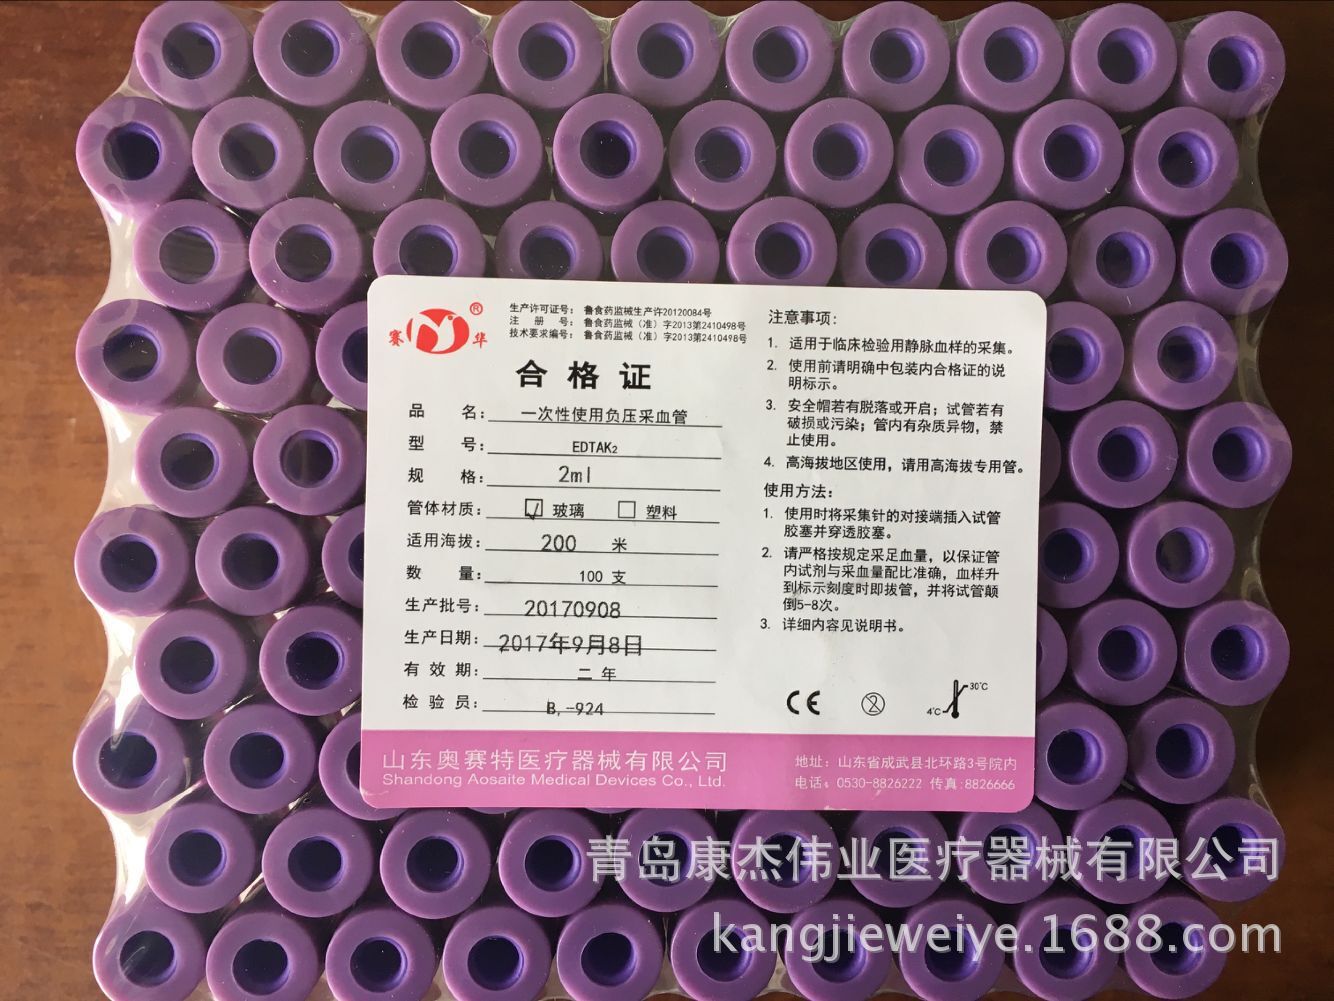 赛 ® 华
生产许可证号： 鲁食药监械生产许20120084号
注 册 号： 鲁食药监械（准）字2013第2410498号
技术要求编号： 鲁食药监械（准）字2013第2410498号
合格证
品 名： 一次性使用负压采血管
型 号： EDTAK₂
规 格： 2ml
管体材质： ☑ 玻璃 ☐ 塑料
适用海拔： 200 米
数 量： 100 支
生产批号： 20170908
生产日期： 2017年9月8日
有 效 期： 二 年
检 验 员： B,-924
注意事项：
1. 适用于临床检验用静脉血样的采集。
2. 使用前请明确中包装内合格证的说
明标示。
3. 安全帽若有脱落或开启；试管若有
破损或污染；管内有杂质异物，禁
止使用。
4. 高海拔地区使用，请用高海拔专用管。
使用方法：
1. 使用时将采集针的对接端插入试管
胶塞并穿透胶塞。
2. 请严格按规定采足血量，以保证管
内试剂与采血量配比准确，血样升
到标示刻度时即拔管，并将试管颠
倒5-8次。
3. 详细内容见说明书。
CE 2 4℃ 30℃
山东奥赛特医疗器械有限公司
Shandong Aosaite Medical Devices Co., Ltd.
地址：山东省成武县北环路3号院内
电话：0530-8826222 传真：8826666
青岛康杰伟业医疗器械有限公司
kangjieweiye.1688.com